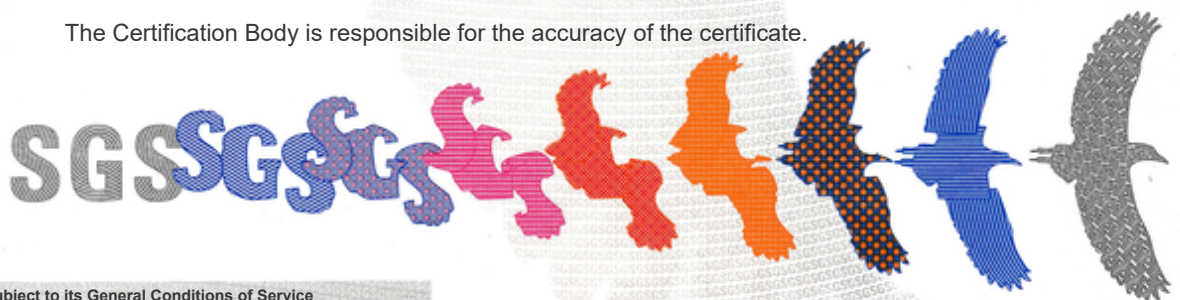 The Certification Body is responsible for the accuracy of the certificate.
SGS SGS SGS
bject to its General Conditions of Service